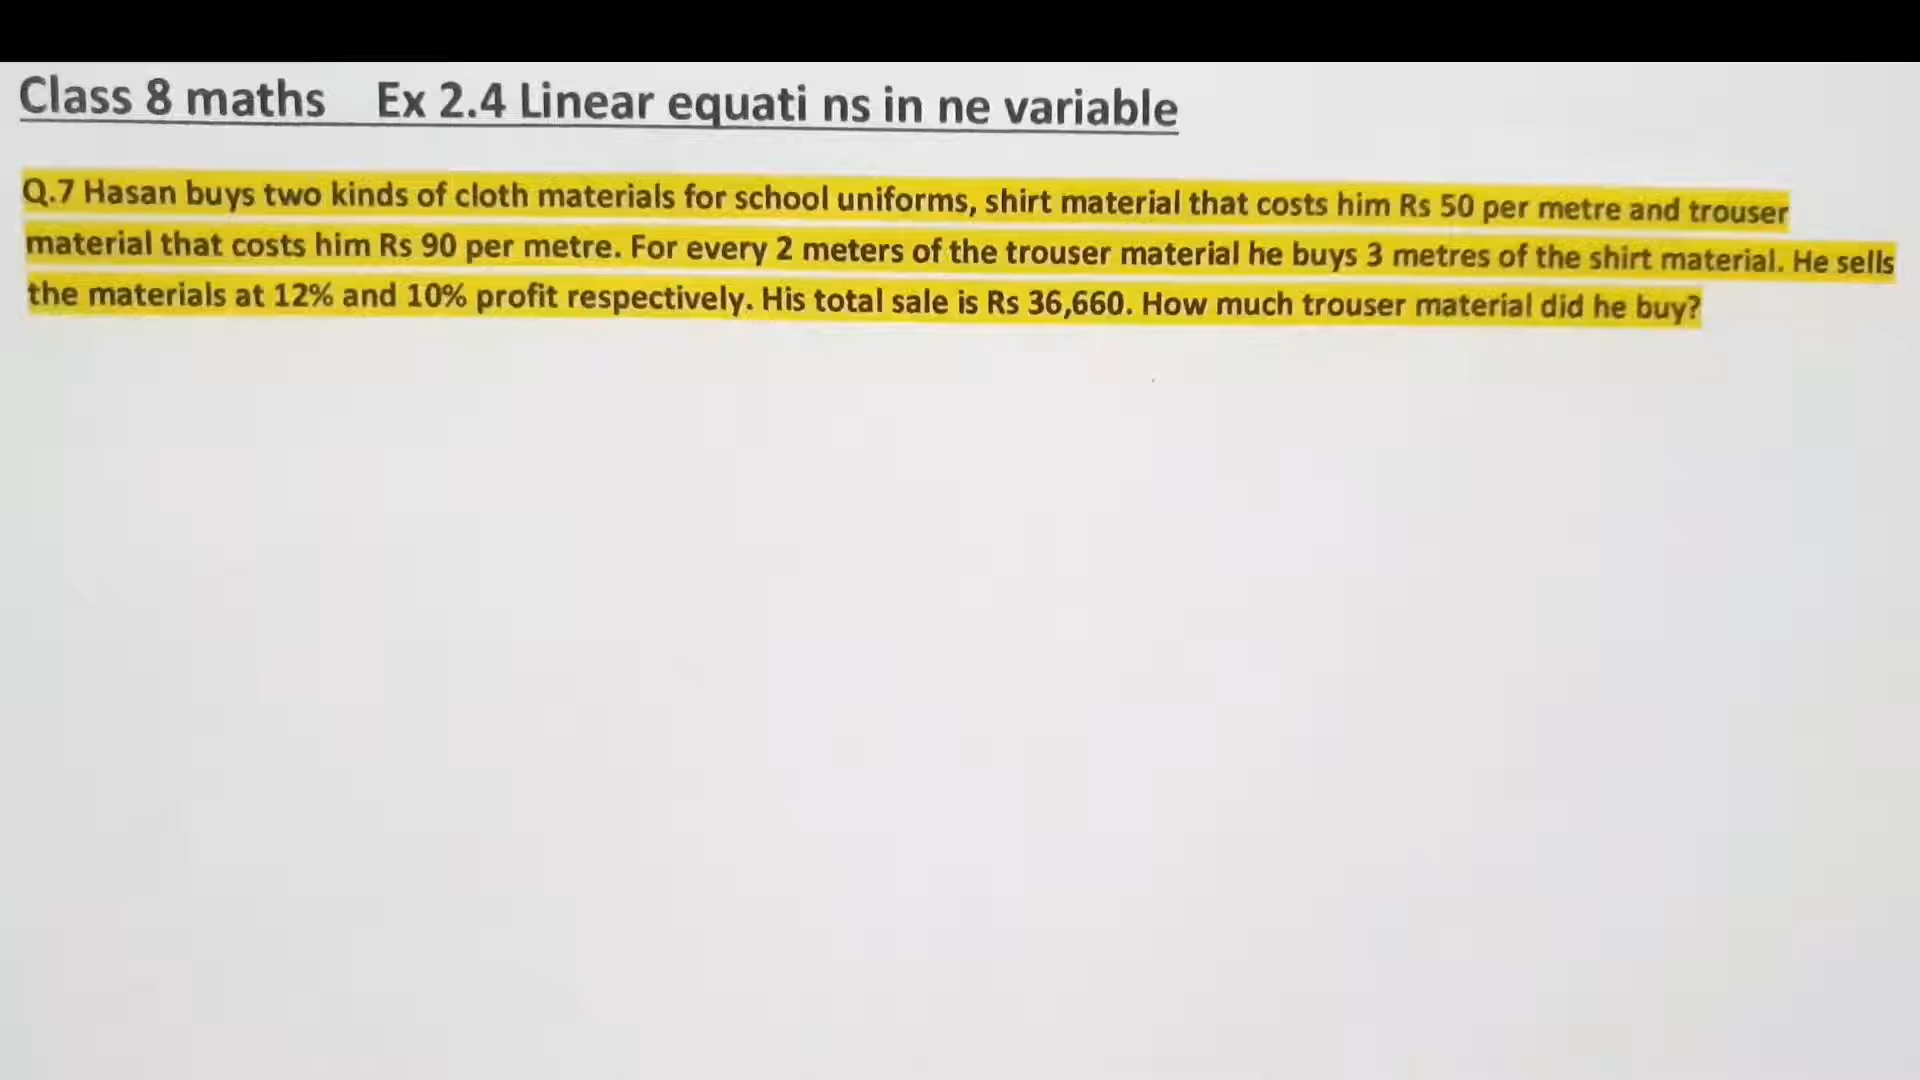 Class 8 maths Ex 2.4 Linear equati ns in ne variable
Q.7 Hasan buys two kinds of cloth materials for school uniforms, shirt material that costs him Rs 50 per metre and trouser
material that costs him Rs 90 per metre. For every 2 meters of the trouser material he buys 3 metres of the shirt material. He sells
the materials at 12% and 10% profit respectively. His total sale is Rs 36,660. How much trouser material did he buy?